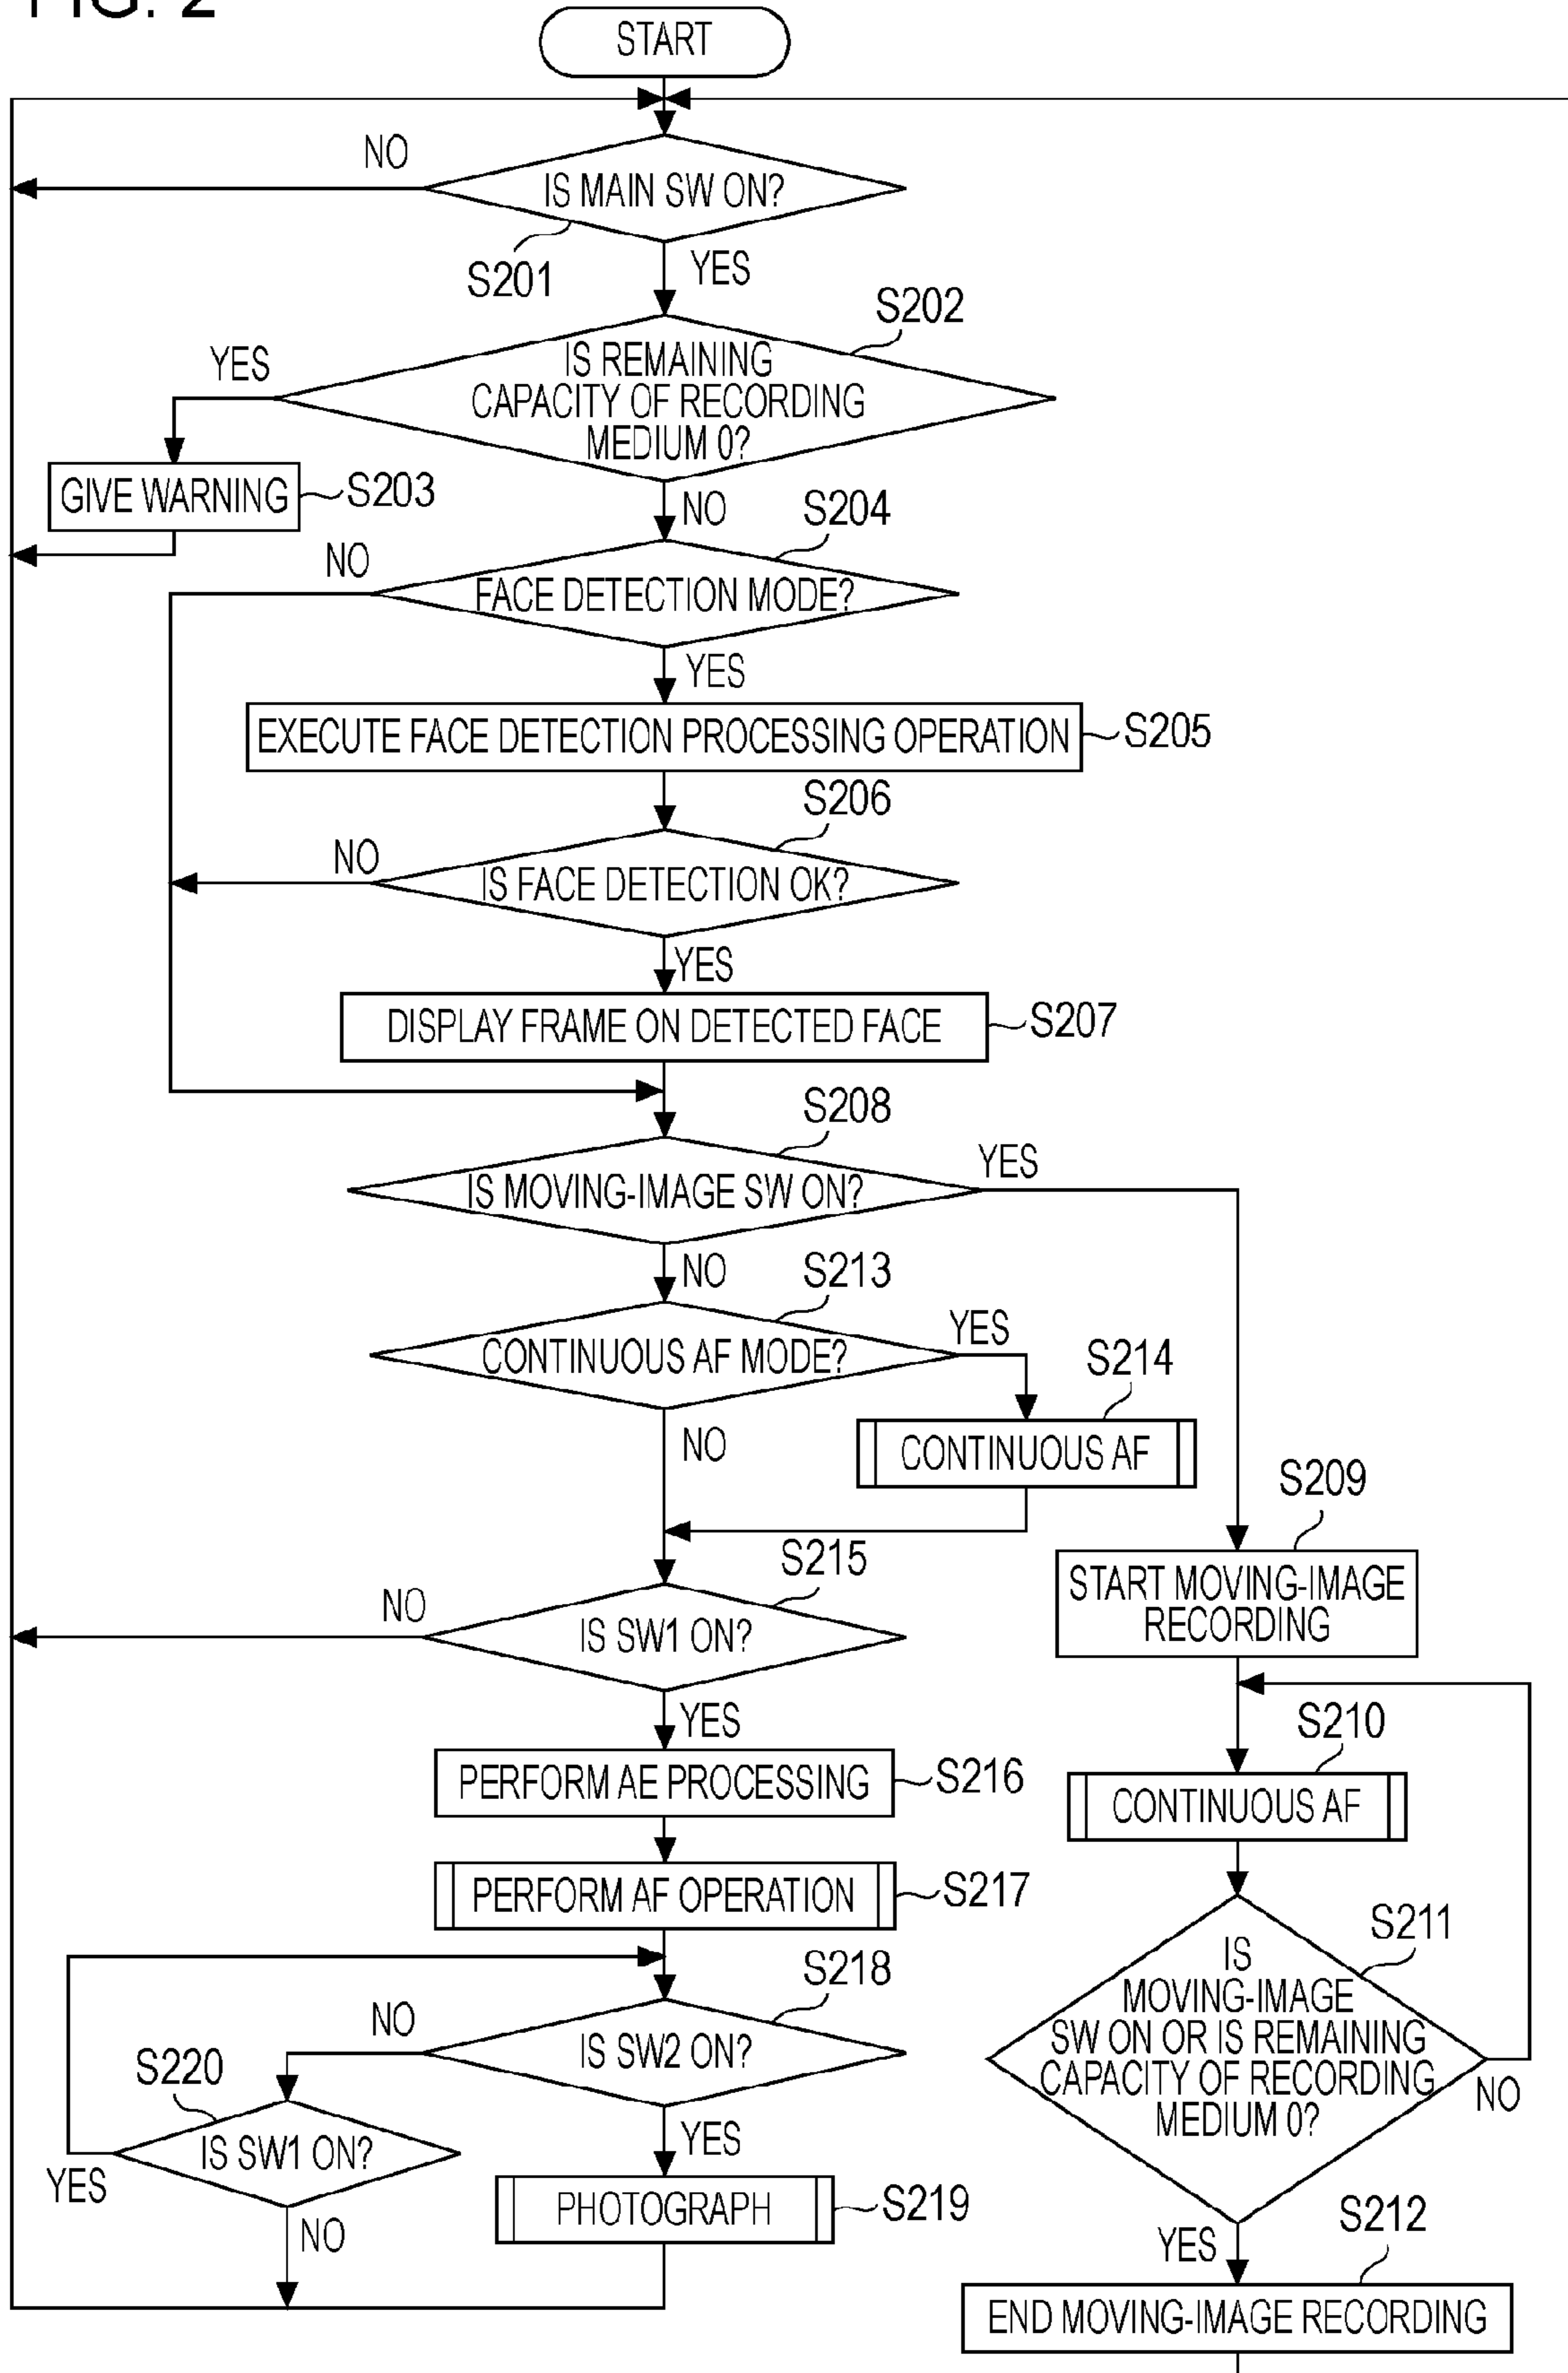 FIG. 2
START
NO
IS MAIN SW ON?
S201
YES
S202
YES
IS REMAINING
CAPACITY OF RECORDING
MEDIUM 0?
GIVE WARNING
S203
NO
S204
NO
FACE DETECTION MODE?
YES
EXECUTE FACE DETECTION PROCESSING OPERATION
S205
S206
NO
IS FACE DETECTION OK?
YES
DISPLAY FRAME ON DETECTED FACE
S207
S208
YES
IS MOVING-IMAGE SW ON?
NO
S213
YES
CONTINUOUS AF MODE?
S214
NO
CONTINUOUS AF
S209
START MOVING-IMAGE
RECORDING
S215
NO
IS SW1 ON?
YES
S210
PERFORM AE PROCESSING
S216
CONTINUOUS AF
PERFORM AF OPERATION
S217
S211
IS
MOVING-IMAGE
SW ON OR IS REMAINING
CAPACITY OF RECORDING
MEDIUM 0?
NO
S218
NO
IS SW2 ON?
S220
IS SW1 ON?
YES
YES
NO
PHOTOGRAPH
S219
YES
S212
END MOVING-IMAGE RECORDING